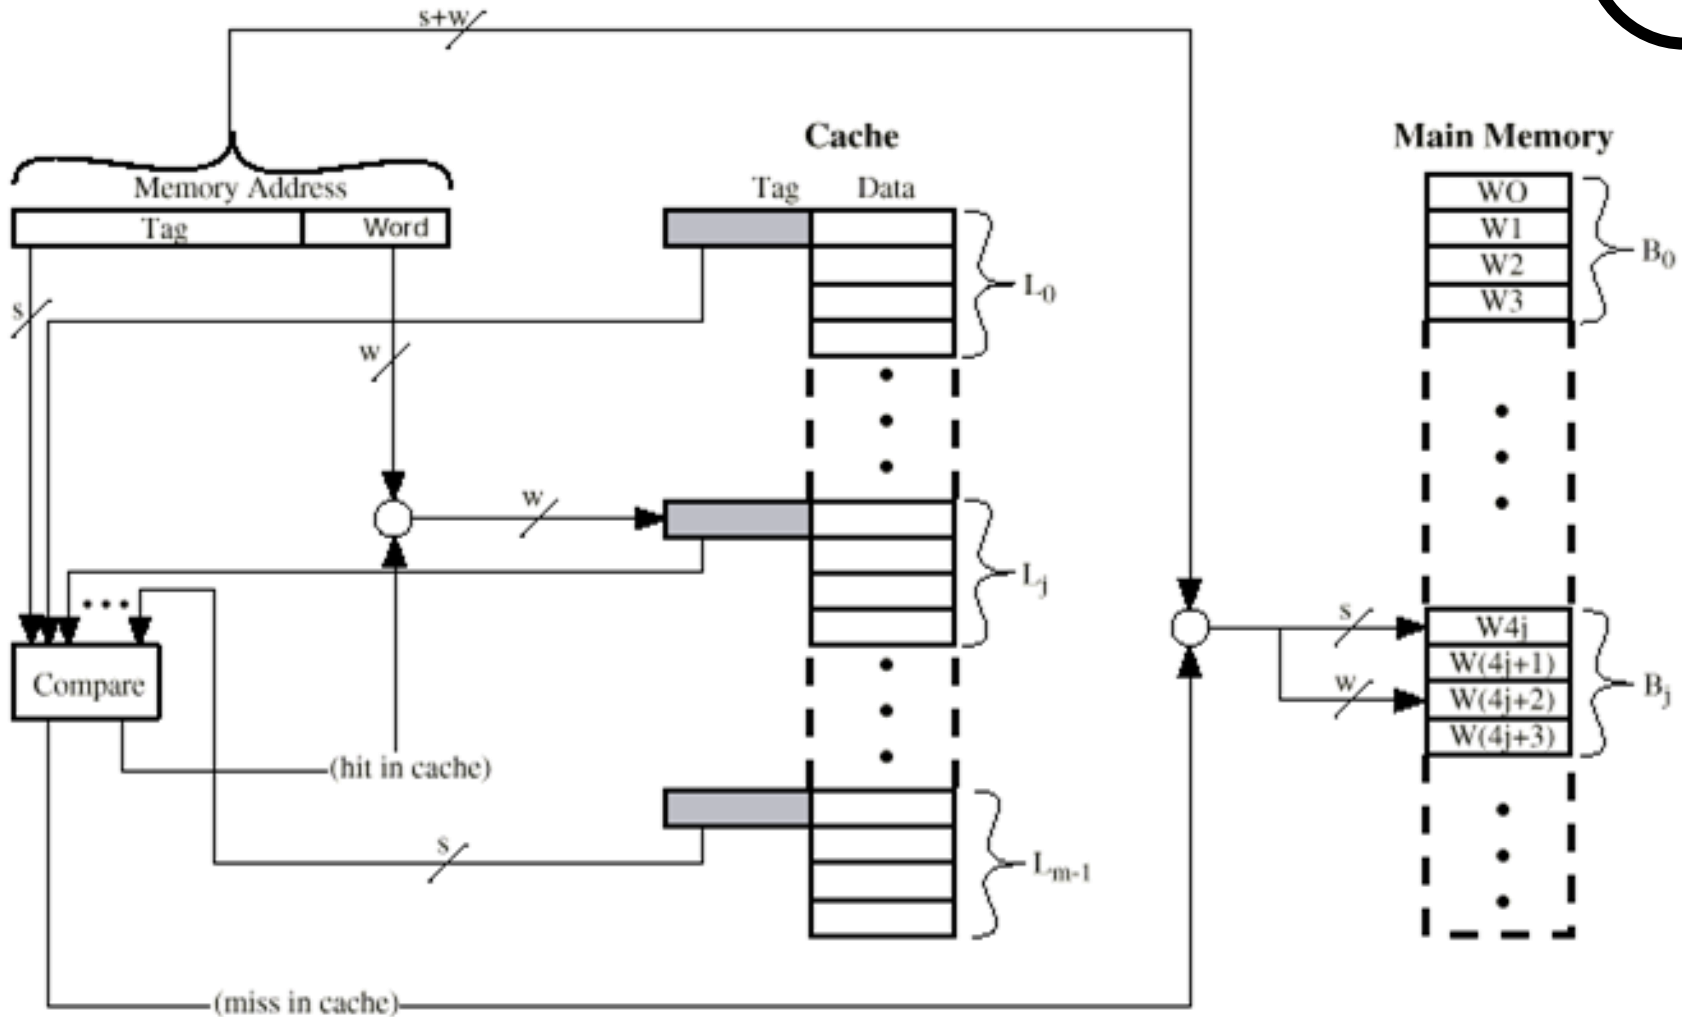 s+w
Cache
Main Memory
Memory Address
Tag Data
Tag Word
WO
W1
W2
W3
B0
L0
s
w
w
Lj
s
W4j
W(4j+1)
w
W(4j+2)
W(4j+3)
Bj
Compare
(hit in cache)
s
Lm-1
(miss in cache)